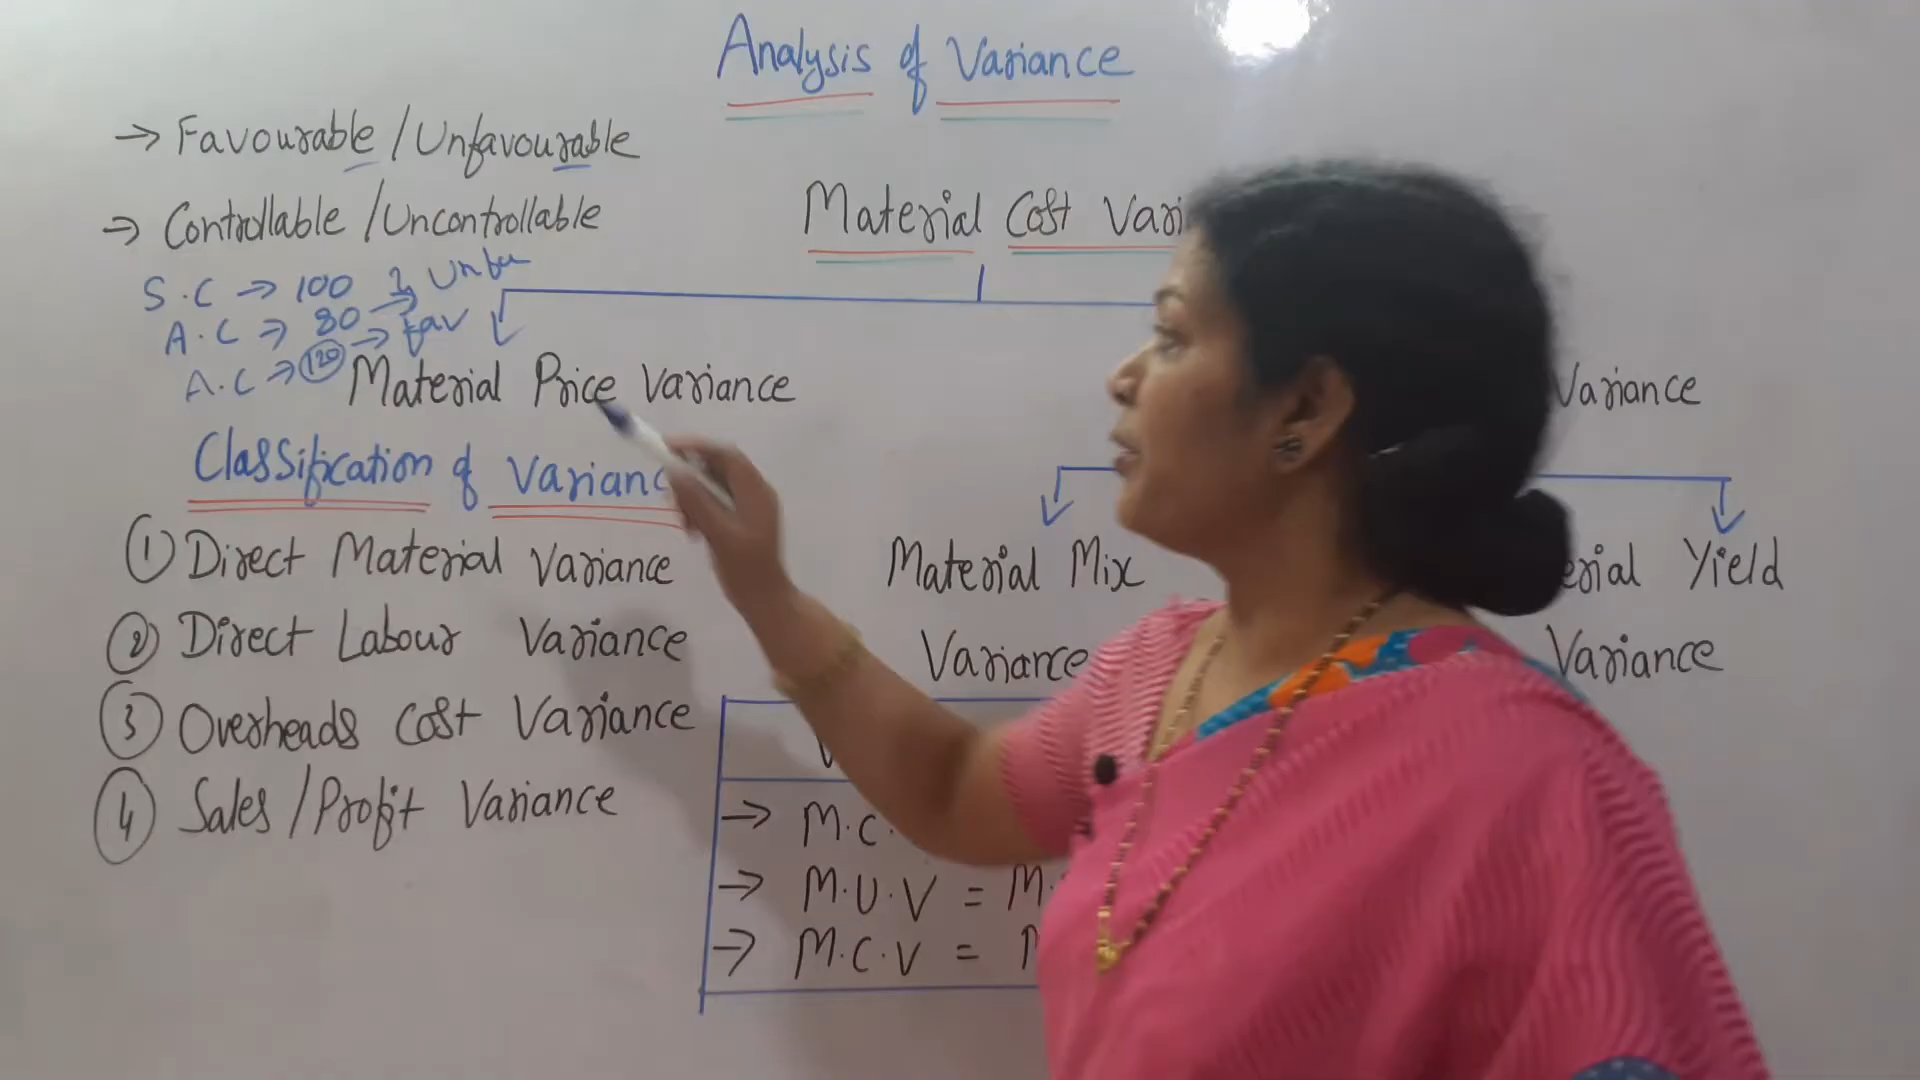 Analysis of Variance
→ Favourable / Unfavourable
→ Controllable / Uncontrollable
S.C → 100
A.C → 80 →
A.C → 120 → fav
Material Cost Vari
Material Price Variance
Variance
Classification of Varianc
① Direct Material Variance
② Direct Labour Variance
③ Overheads Cost Variance
④ Sales / Profit Variance
Material Mix
Variance
erial Yield
Variance
→ M.C.
→ M.U.V = M.
→ M.C.V =